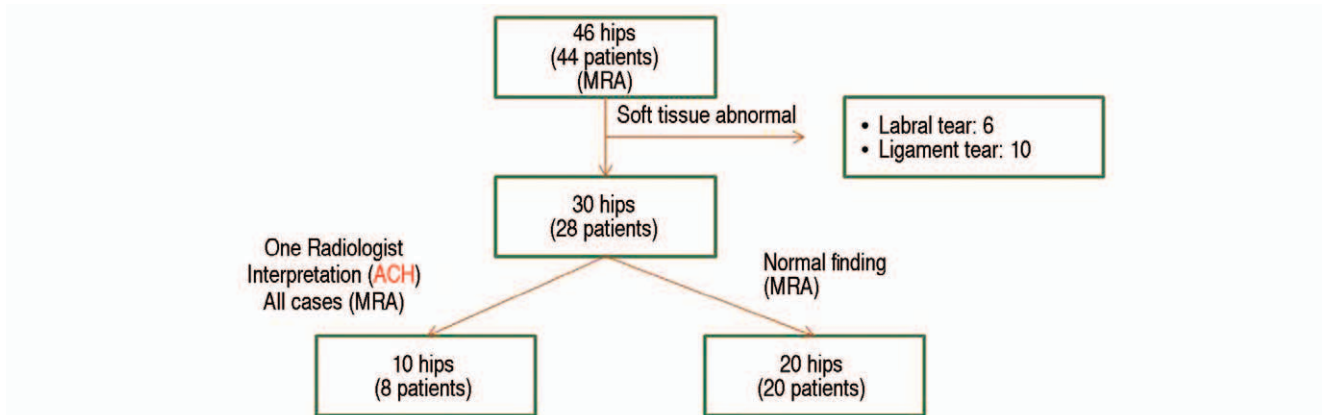 46 hips
(44 patients)
(MRA)
Soft tissue abnormal
• Labral tear: 6
• Ligament tear: 10
30 hips
(28 patients)
One Radiologist
Interpretation (ACH)
All cases (MRA)
Normal finding
(MRA)
10 hips
(8 patients)
20 hips
(20 patients)